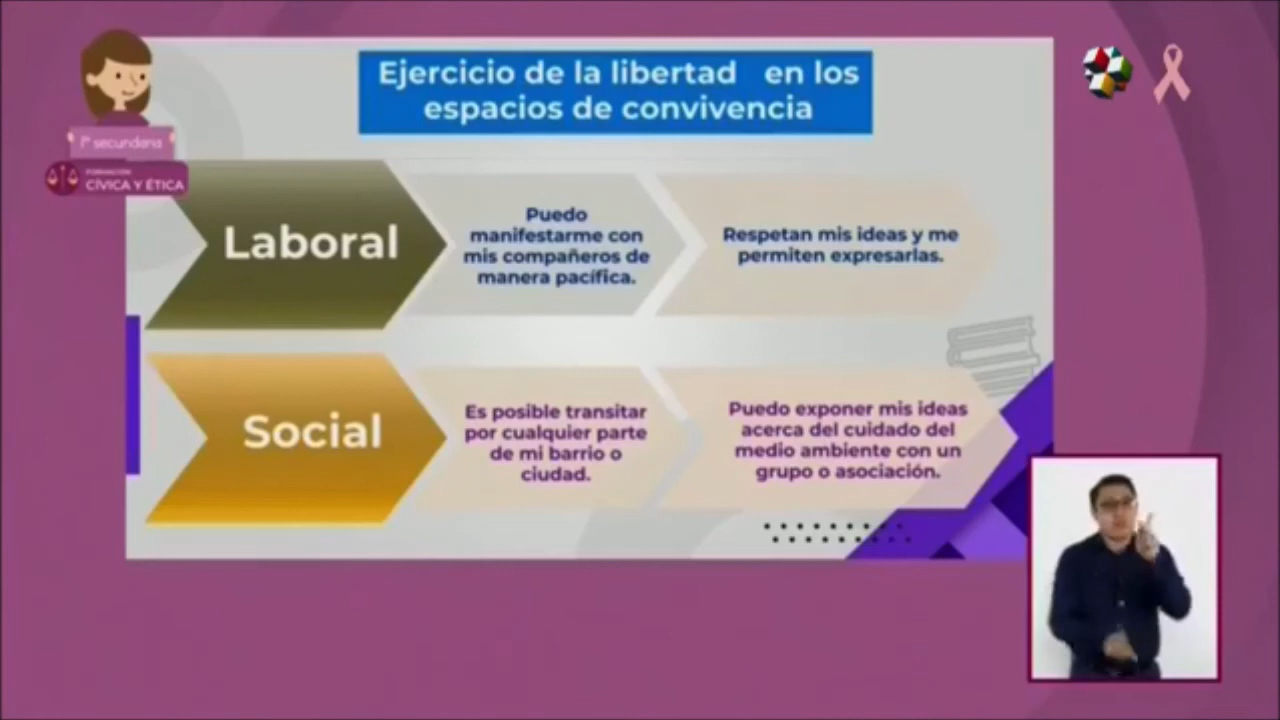 Ejercicio de la libertad en los
espacios de convivencia
1° secundaria
FORMACIÓN
CÍVICA Y ÉTICA
Laboral
Puedo
manifestarme con
mis compañeros de
manera pacífica.
Respetan mis ideas y me
permiten expresarlas.
Social
Es posible transitar
por cualquier parte
de mi barrio o
ciudad.
Puedo exponer mis ideas
acerca del cuidado del
medio ambiente con un
grupo o asociación.